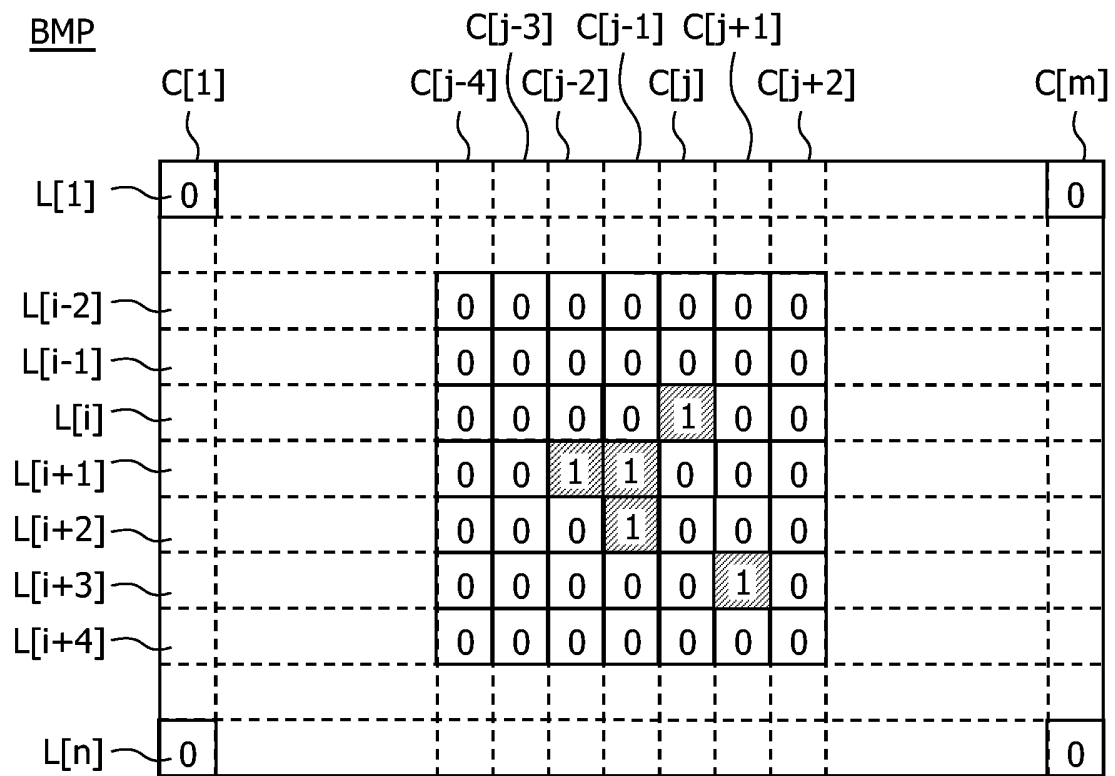 BMP
C[j-3] C[j-1] C[j+1]
C[1] C[j-4] C[j-2] C[j] C[j+2] C[m]
L[1] 0 0
L[i-2] 0 0 0 0 0 0 0
L[i-1] 0 0 0 0 0 0 0
L[i] 0 0 0 0 1 0 0
L[i+1] 0 0 1 1 0 0 0
L[i+2] 0 0 0 1 0 0 0
L[i+3] 0 0 0 0 0 1 0
L[i+4] 0 0 0 0 0 0 0
L[n] 0 0